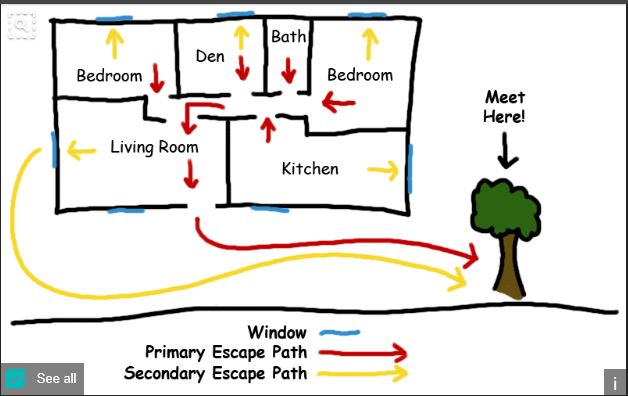 Bath
Den
Bedroom
Bedroom
Meet
Here!
Living Room
Kitchen
Window
Primary Escape Path
Secondary Escape Path
See all
i